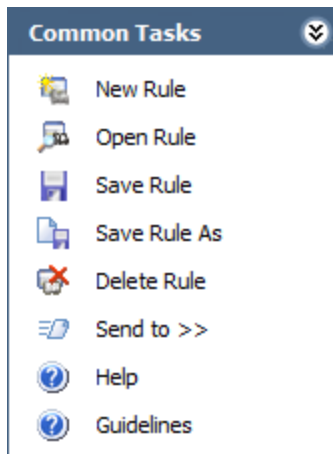 Common Tasks
New Rule
Open Rule
Save Rule
Save Rule As
Delete Rule
Send to >>
Help
Guidelines